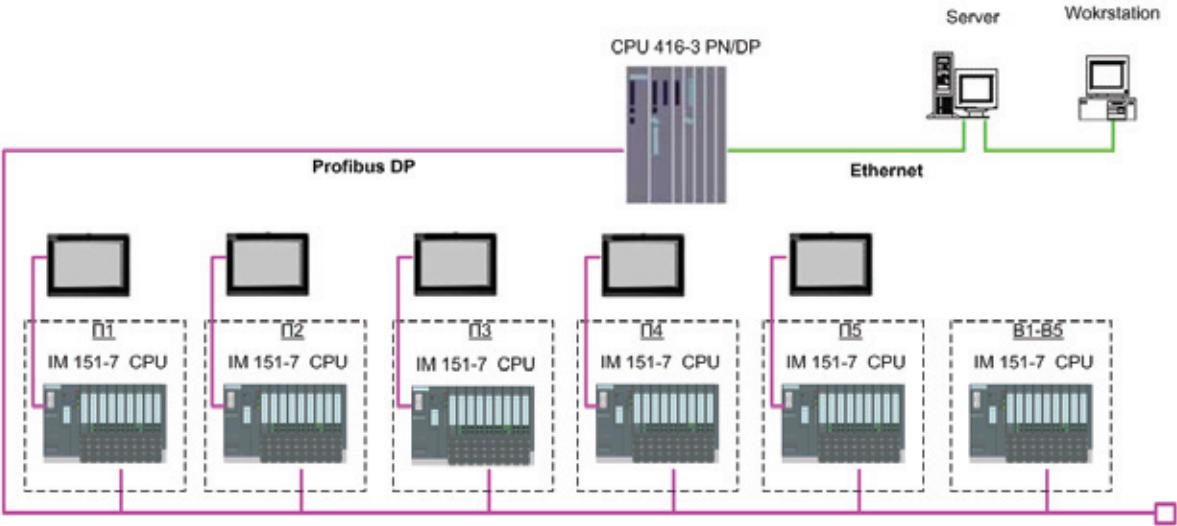 Server
Wokrstation
CPU 416-3 PN/DP
Profibus DP
Ethernet
П1
П2
П3
П4
П5
В1-В5
IM 151-7 CPU
IM 151-7 CPU
IM 151-7 CPU
IM 151-7 CPU
IM 151-7 CPU
IM 151-7 CPU